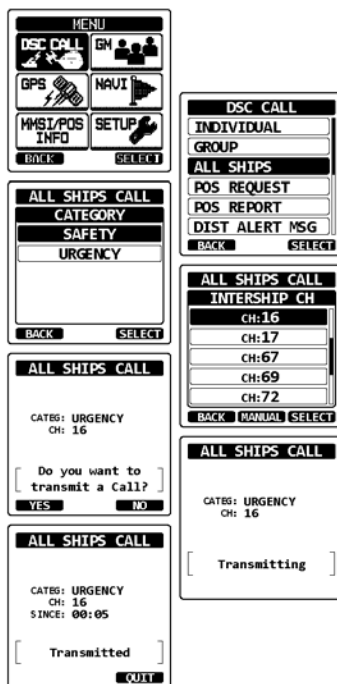 MENU
DSC CALL GM
GPS NAVI
MMSI/POS INFO SETUP
BACK SELECT
DSC CALL
INDIVIDUAL
GROUP
ALL SHIPS
POS REQUEST
POS REPORT
DIST ALERT MSG
BACK SELECT
ALL SHIPS CALL
CATEGORY
SAFETY
URGENCY
BACK SELECT
ALL SHIPS CALL
INTERSHIP CH
CH:16
CH:17
CH:67
CH:69
CH:72
BACK MANUAL SELECT
ALL SHIPS CALL
CATEG: URGENCY
CH: 16
Do you want to
transmit a Call?
YES NO
ALL SHIPS CALL
CATEG: URGENCY
CH: 16
Transmitting
ALL SHIPS CALL
CATEG: URGENCY
CH: 16
SINCE: 00:05
Transmitted
QUIT